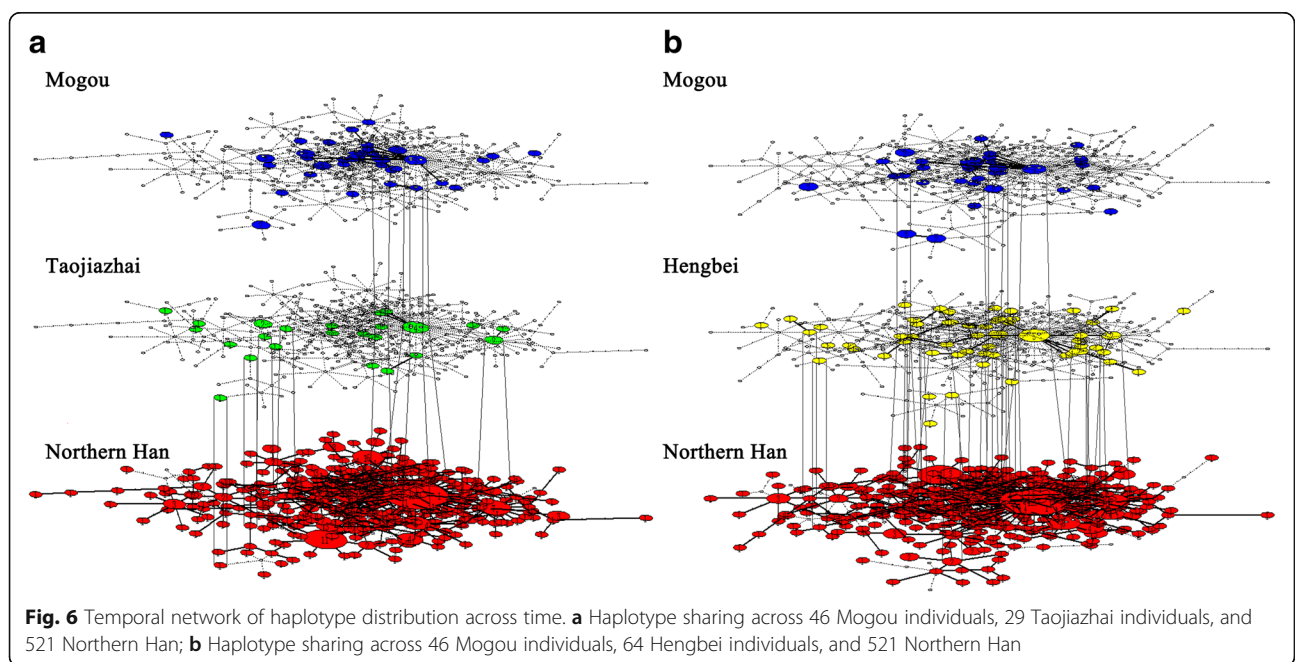 a
Mogou
Taojiazhai
Northern Han
b
Mogou
Hengbei
Northern Han
Fig. 6 Temporal network of haplotype distribution across time. a Haplotype sharing across 46 Mogou individuals, 29 Taojiazhai individuals, and
521 Northern Han; b Haplotype sharing across 46 Mogou individuals, 64 Hengbei individuals, and 521 Northern Han